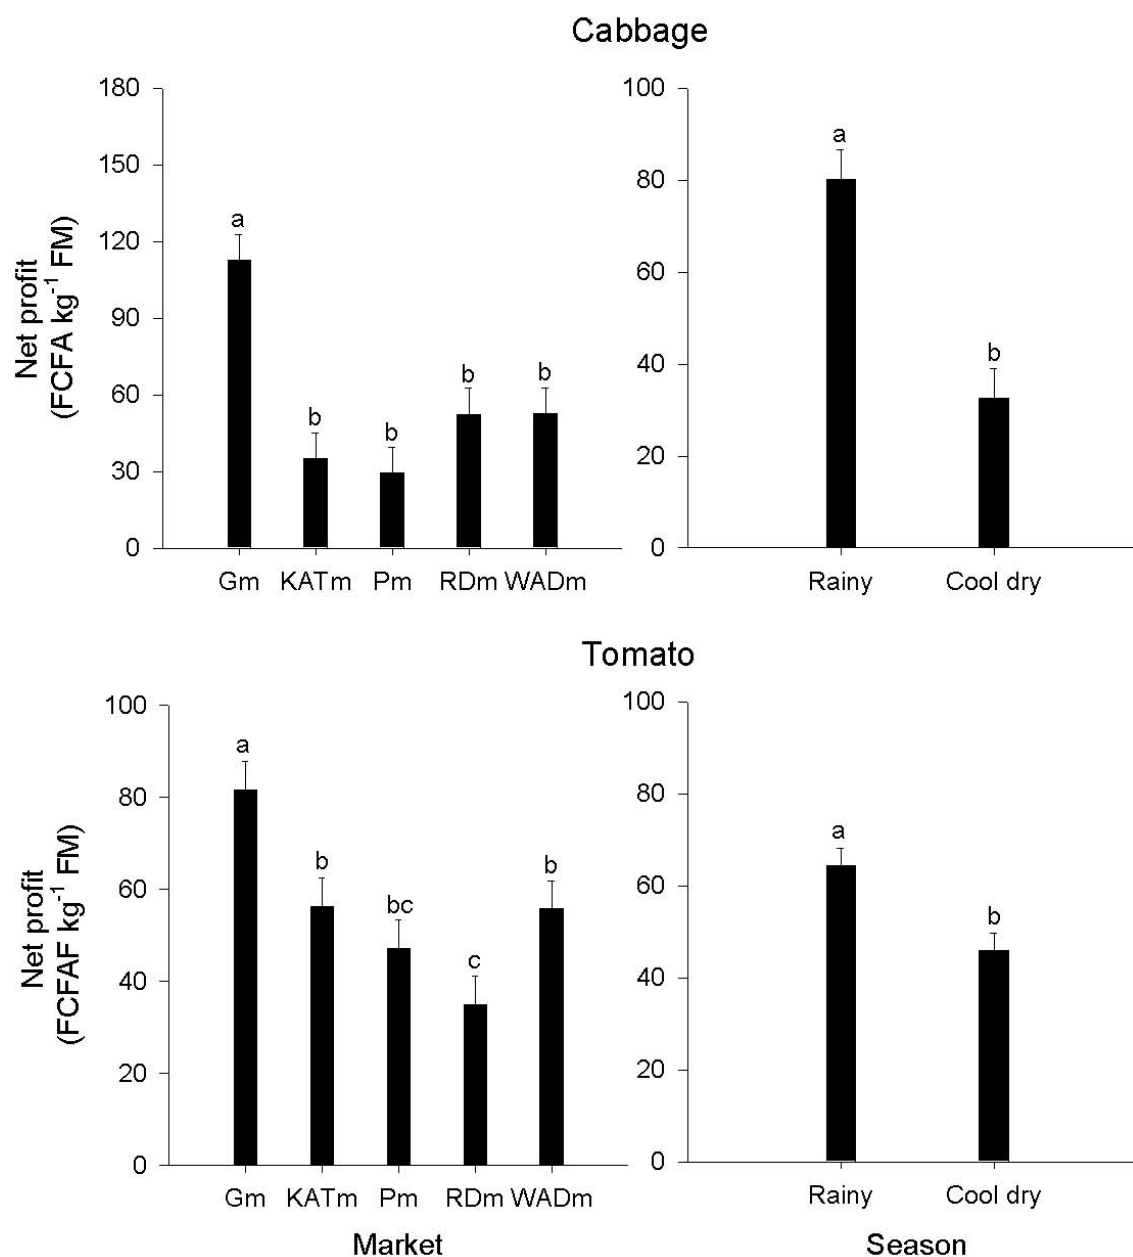 Cabbage
Net profit
(FCFA kg-1 FM)
180
150
120
90
60
30
0
a
b
b
b
b
Gm KATm Pm RDm WADm
100
80
60
40
20
0
a
b
Rainy Cool dry
Tomato
Net profit
(FCFAF kg-1 FM)
100
80
60
40
20
0
a
b
bc
c
b
Gm KATm Pm RDm WADm
Market
100
80
60
40
20
0
a
b
Rainy Cool dry
Season